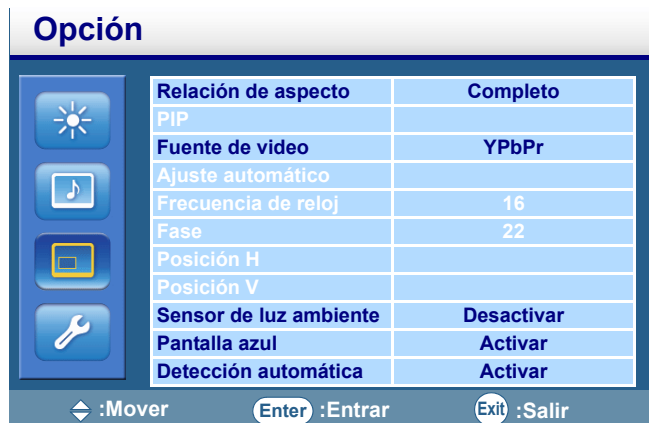 Opción
Relación de aspecto Completo
PIP
Fuente de video YPbPr
Ajuste automático
Frecuencia de reloj 16
Fase 22
Posición H
Posición V
Sensor de luz ambiente Desactivar
Pantalla azul Activar
Detección automática Activar
:Mover Enter :Entrar Exit :Salir